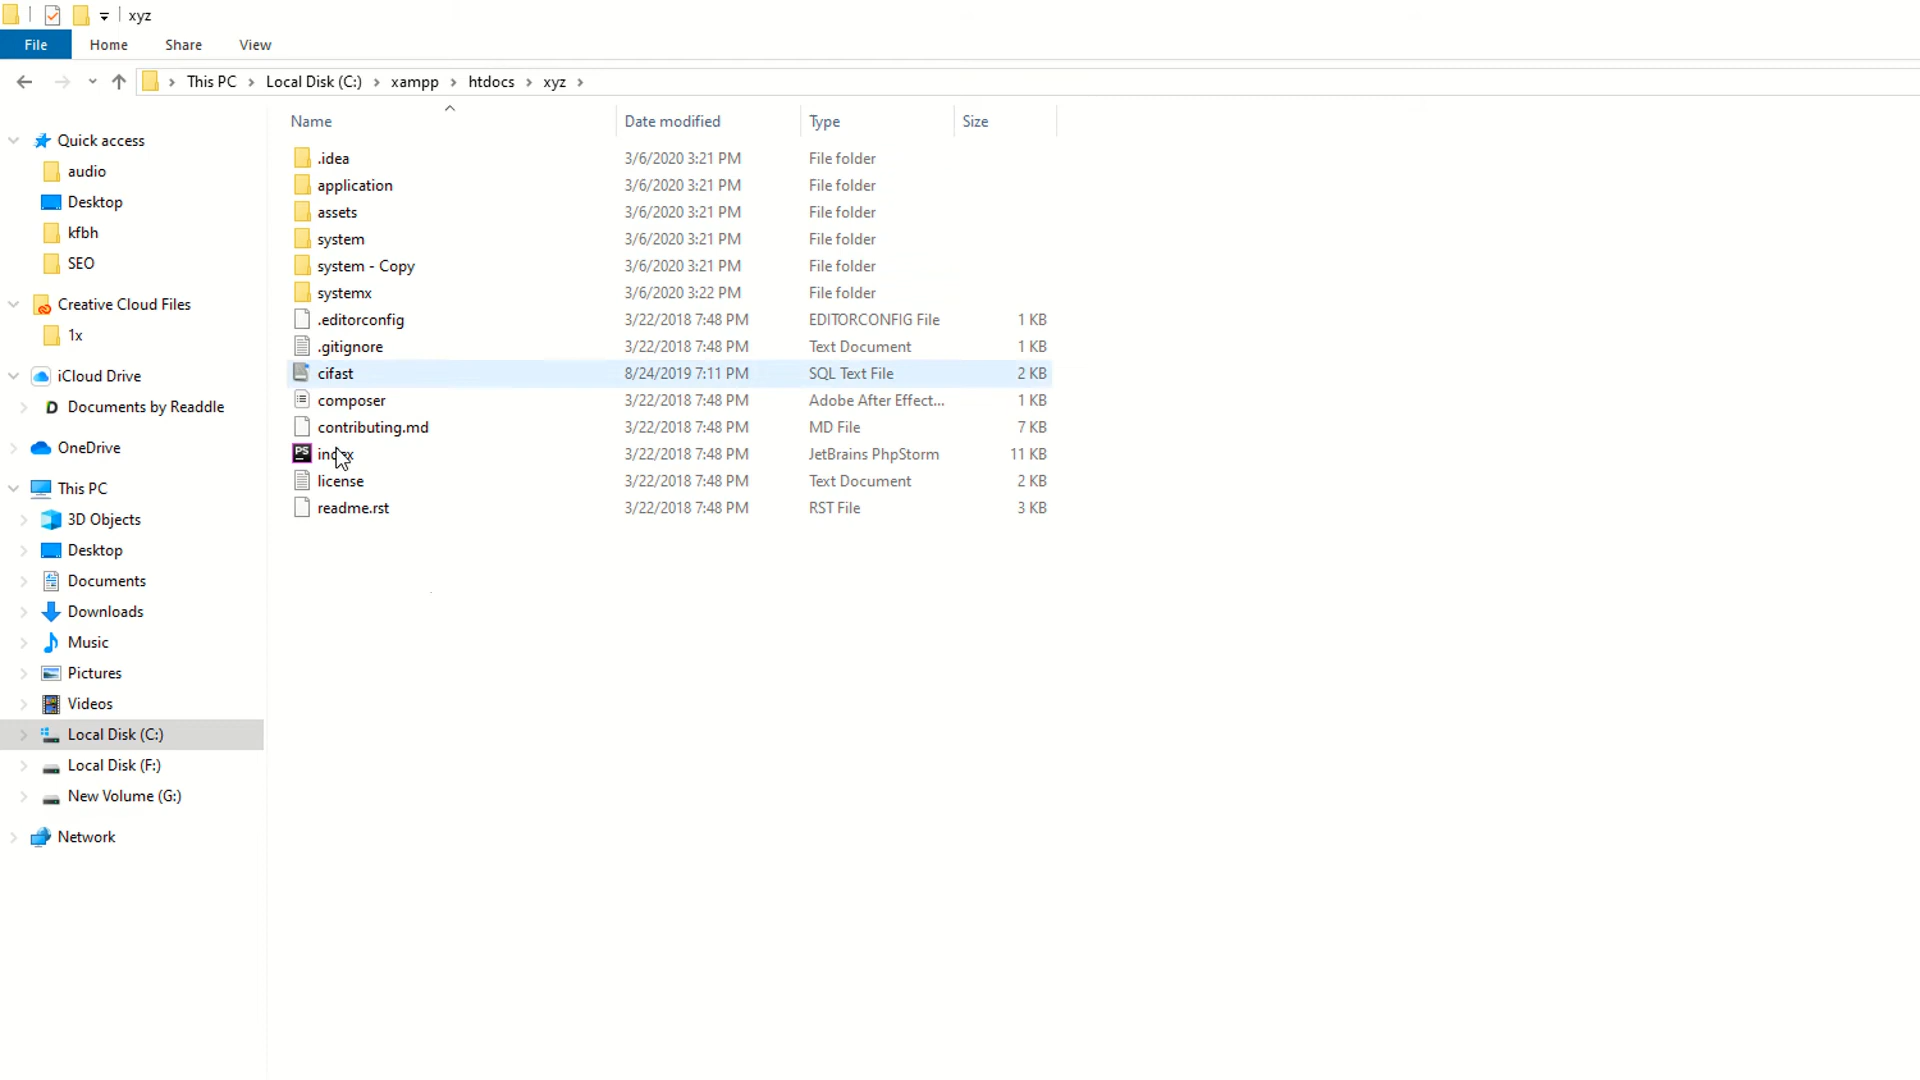 xyz
File Home Share View
This PC Local Disk (C:) xampp htdocs xyz
Quick access
audio
Desktop
kfbh
SEO
Creative Cloud Files
1x
iCloud Drive
Documents by Readdle
OneDrive
This PC
3D Objects
Desktop
Documents
Downloads
Music
Pictures
Videos
Local Disk (C:)
Local Disk (F:)
New Volume (G:)
Network
Name Date modified Type Size
.idea 3/6/2020 3:21 PM File folder
application 3/6/2020 3:21 PM File folder
assets 3/6/2020 3:21 PM File folder
system 3/6/2020 3:21 PM File folder
system - Copy 3/6/2020 3:21 PM File folder
systemx 3/6/2020 3:22 PM File folder
.editorconfig 3/22/2018 7:48 PM EDITORCONFIG File 1 KB
.gitignore 3/22/2018 7:48 PM Text Document 1 KB
cifast 8/24/2019 7:11 PM SQL Text File 2 KB
composer 3/22/2018 7:48 PM Adobe After Effect... 1 KB
contributing.md 3/22/2018 7:48 PM MD File 7 KB
index 3/22/2018 7:48 PM JetBrains PhpStorm 11 KB
license 3/22/2018 7:48 PM Text Document 2 KB
readme.rst 3/22/2018 7:48 PM RST File 3 KB